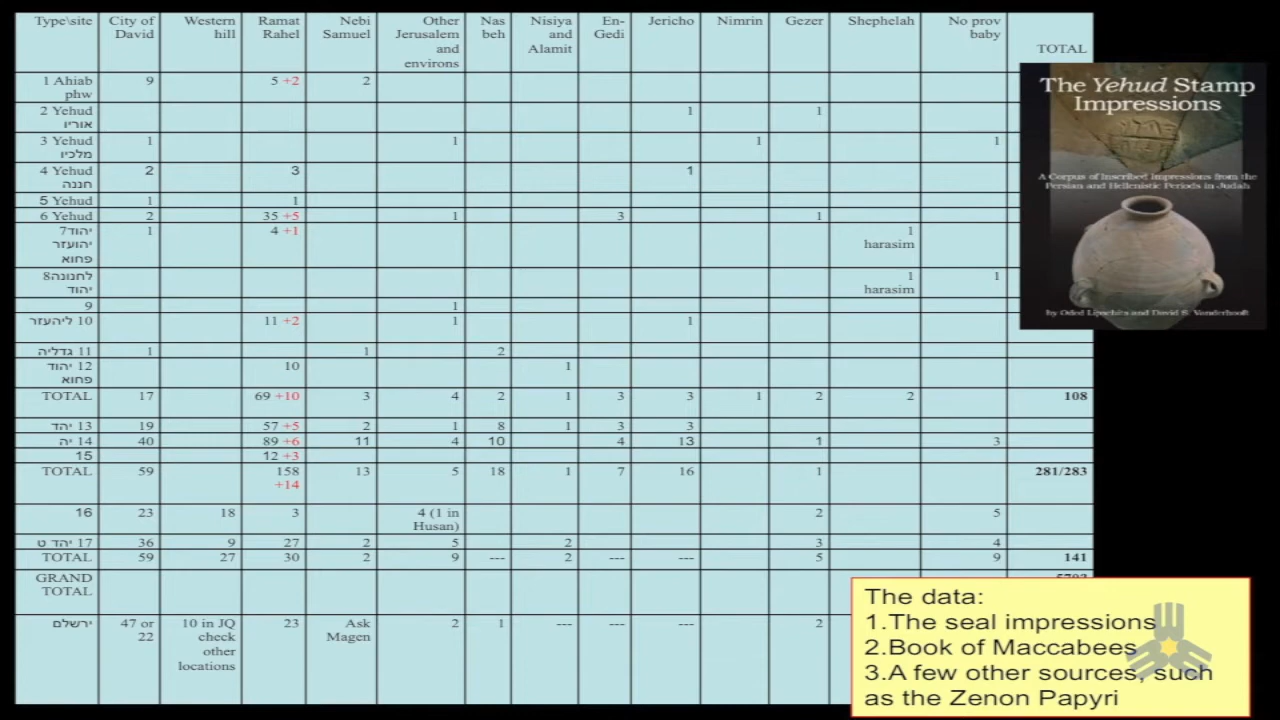 Type\site City of David Western hill Ramat Rahel Nebi Samuel Other Jerusalem and environs Nas beh Nisiya and Alamit En-Gedi Jericho Nimrin Gezer Shephelah No prov baby TOTAL
1 Ahiab phw 9 5 +2 2
2 Yehud אוריו 1 1
3 Yehud מלכיו 1 1 1 1
4 Yehud חננה 2 3 1
5 Yehud 1 1
6 Yehud 2 35 +5 1 3 1
יהוד7 יהועזר פחוא 1 4 +1 1 harasim
לחנונה8 יהוד 1 harasim 1
9 1
10 ליהעזר 11 +2 1 1
11 גדליה 1 1 2
12 יהוד פחוא 10 1
TOTAL 17 69 +10 3 4 2 1 3 3 1 2 2 108
13 יהד 19 57 +5 2 1 8 1 3 3
14 יה 40 89 +6 11 4 10 4 13 1 3
15 12 +3
TOTAL 59 158 +14 13 5 18 1 7 16 1 281/283
16 23 18 3 4 (1 in Husan) 2 5
17 יהד ט 36 9 27 2 5 2 3 4
TOTAL 59 27 30 2 9 --- 2 --- --- 5 9 141
GRAND TOTAL
ירשלם 47 or 22 10 in JQ check other locations 23 Ask Magen 2 1 --- --- --- 2
The Yehud Stamp
Impressions
A Corpus of Inscribed Impressions from the
Persian and Hellenistic Periods in Judah
by Oded Lipschits and David S. Vanderhooft
The data:
1.The seal impressions
2.Book of Maccabees
3.A few other sources, such
as the Zenon Papyri